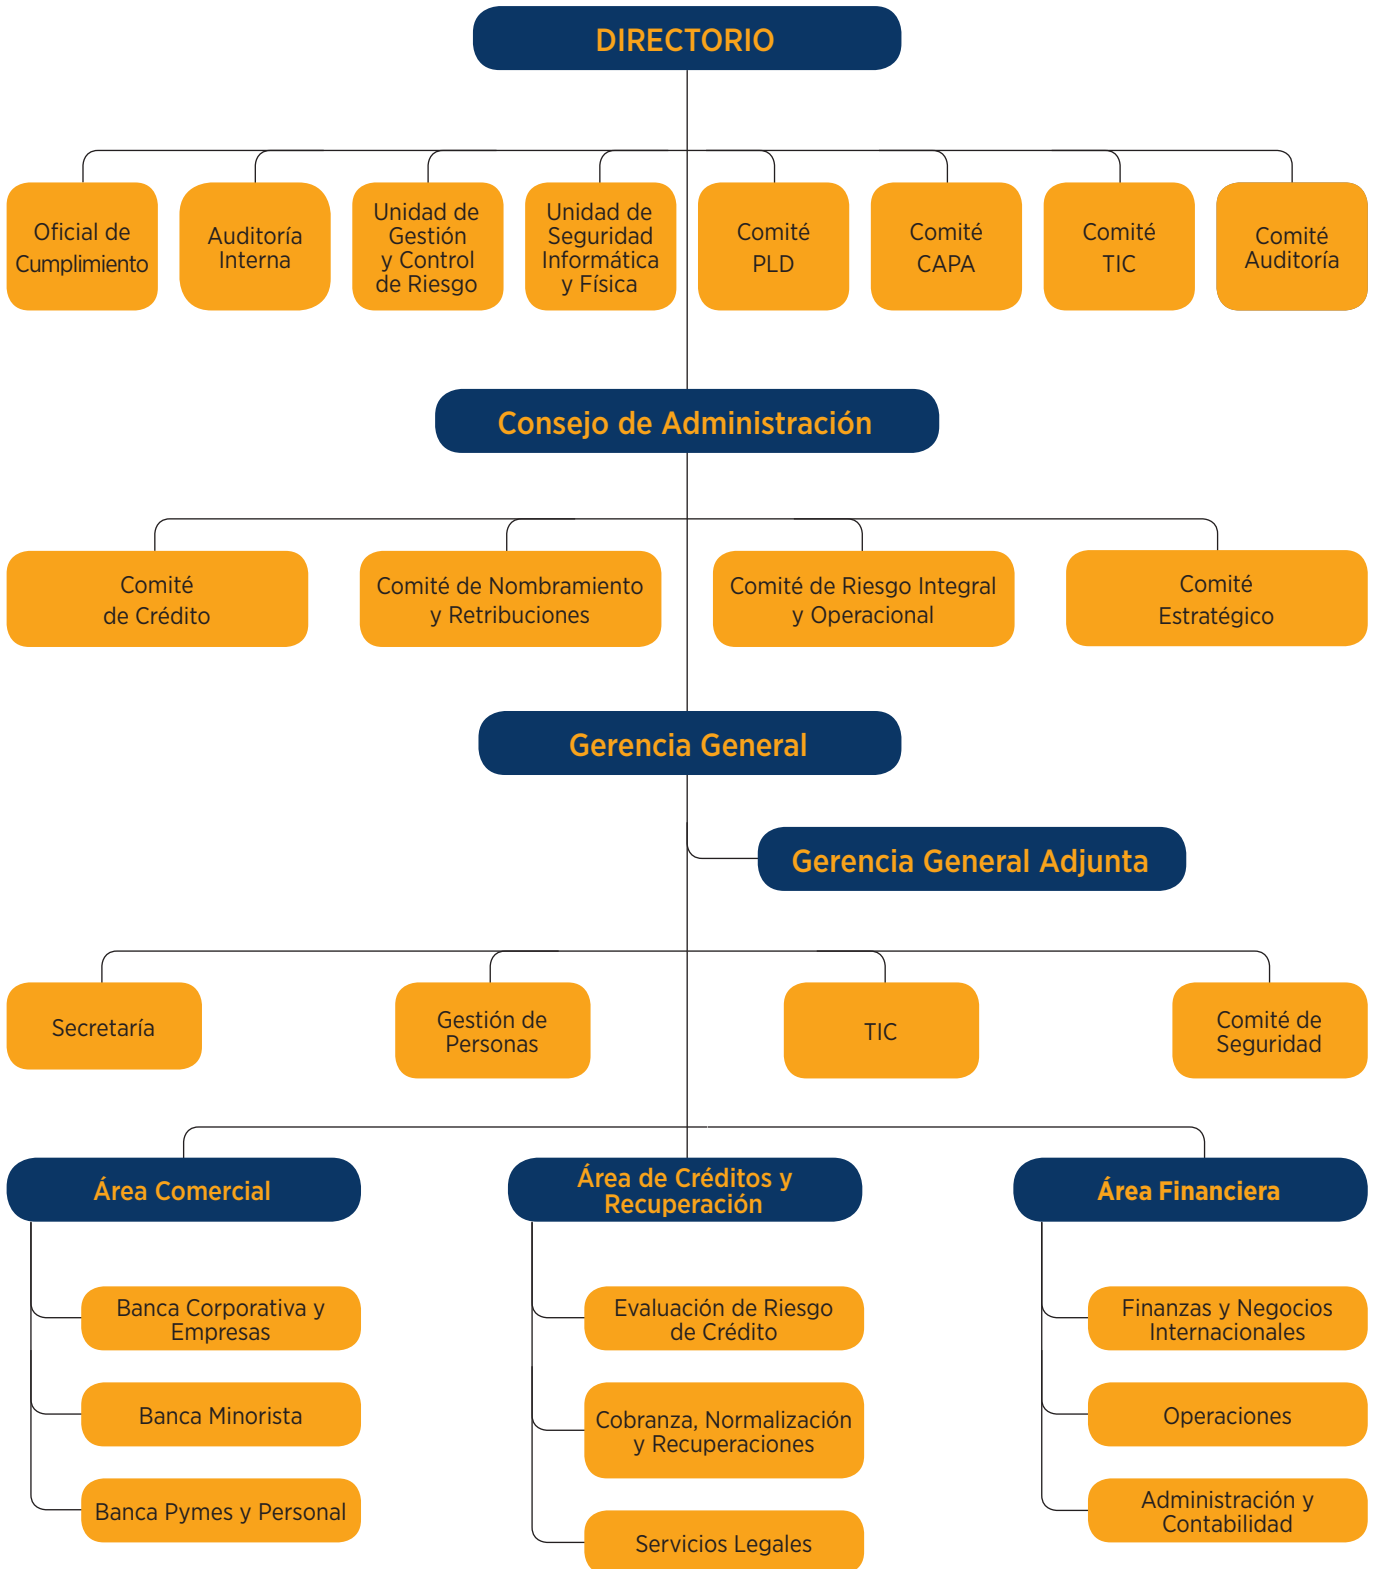 DIRECTORIO
Oficial de
Cumplimiento
Auditoría
Interna
Unidad de
Gestión
y Control
de Riesgo
Unidad de
Seguridad
Informática
y Física
Comité
PLD
Comité
CAPA
Comité
TIC
Comité
Auditoría
Consejo de Administración
Comité
de Crédito
Comité de Nombramiento
y Retribuciones
Comité de Riesgo Integral
y Operacional
Comité
Estratégico
Gerencia General
Gerencia General Adjunta
Secretaría
Gestión de
Personas
TIC
Comité de
Seguridad
Área Comercial
Banca Corporativa y
Empresas
Banca Minorista
Banca Pymes y Personal
Área de Créditos y
Recuperación
Evaluación de Riesgo
de Crédito
Cobranza, Normalización
y Recuperaciones
Servicios Legales
Área Financiera
Finanzas y Negocios
Internacionales
Operaciones
Administración y
Contabilidad